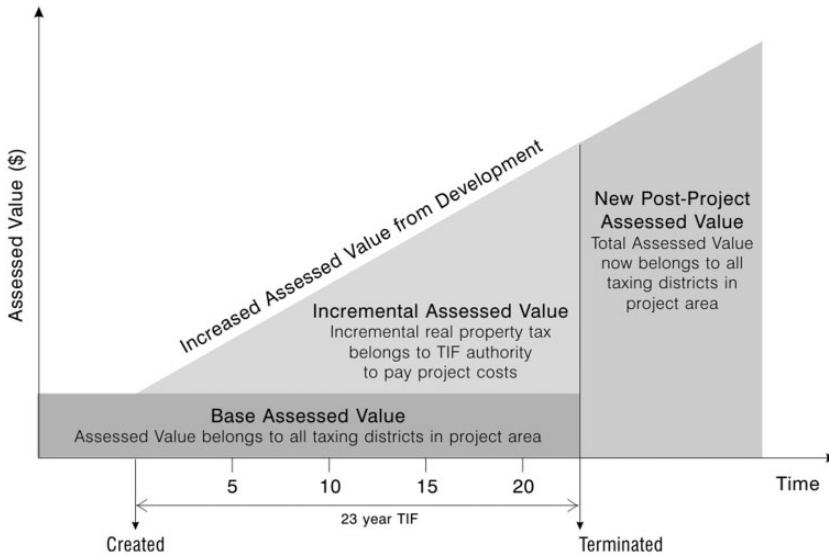 Assessed Value ($)
Increased Assessed Value from Development
New Post-Project
Assessed Value
Total Assessed Value
now belongs to all
taxing districts in
project area
Incremental Assessed Value
Incremental real property tax
belongs to TIF authority
to pay project costs
Base Assessed Value
Assessed Value belongs to all taxing districts in project area
5 10 15 20
Time
23 year TIF
Created Terminated